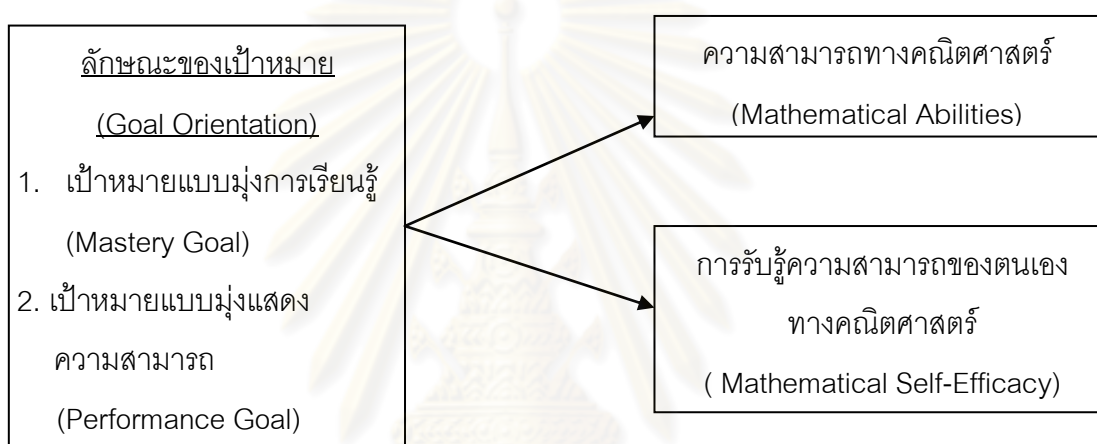 ลักษณะของเป้าหมาย
(Goal Orientation)
1. เป้าหมายแบบมุ่งการเรียนรู้
(Mastery Goal)
2. เป้าหมายแบบมุ่งแสดง
ความสามารถ
(Performance Goal)
ความสามารถทางคณิตศาสตร์
(Mathematical Abilities)
การรับรู้ความสามารถของตนเอง
ทางคณิตศาสตร์
( Mathematical Self-Efficacy)